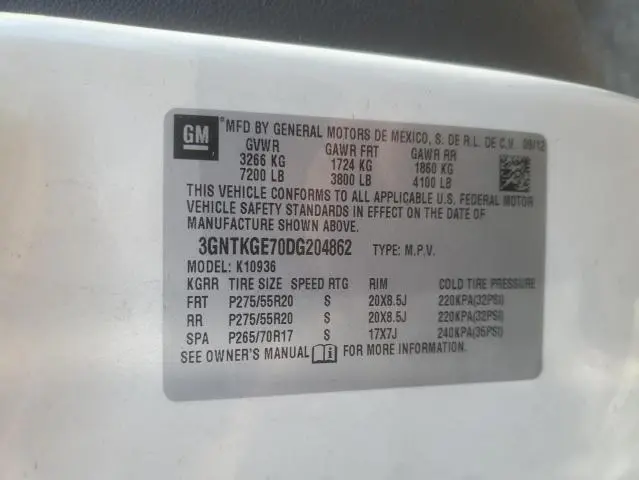 GM
*MFD BY GENERAL MOTORS DE MEXICO, S. DE R.L. DE C.V. 09/12
GVWR GAWR FRT GAWR RR
3266 KG 1724 KG 1860 KG
7200 LB 3800 LB 4100 LB
THIS VEHICLE CONFORMS TO ALL APPLICABLE U.S. FEDERAL MOTOR
VEHICLE SAFETY STANDARDS IN EFFECT ON THE DATE OF
MANUFACTURE SHOWN ABOVE.
3GNTKGE70DG204862 TYPE: M.P.V.
MODEL: K10936
KGRR TIRE SIZE SPEED RTG RIM COLD TIRE PRESSURE
FRT P275/55R20 S 20X8.5J 220KPA(32PSI)
RR P275/55R20 S 20X8.5J 220KPA(32PSI)
SPA P265/70R17 S 17X7J 240KPA(35PSI)
SEE OWNER'S MANUAL FOR MORE INFORMATION.